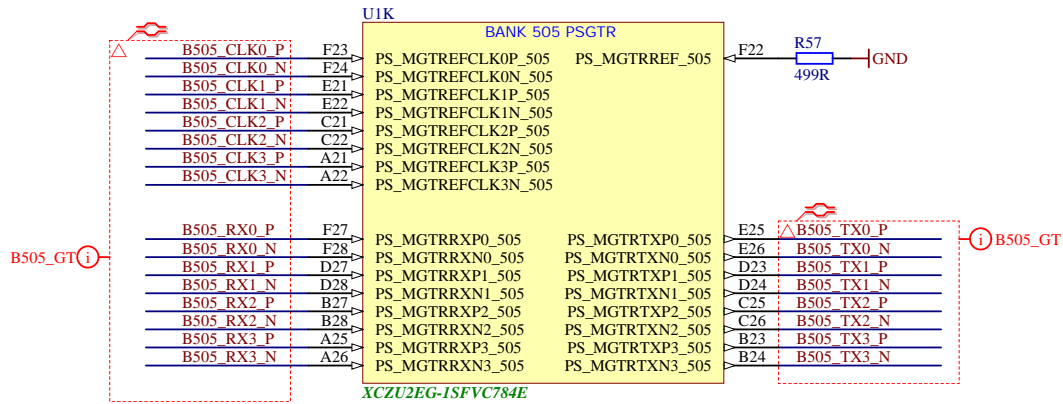 U1K
BANK 505 PSGTR
B505_CLK0_P F23 PS_MGTREFCLK0P_505 PS_MGTRREF_505 F22 R57 499R GND
B505_CLK0_N F24 PS_MGTREFCLK0N_505
B505_CLK1_P E21 PS_MGTREFCLK1P_505
B505_CLK1_N E22 PS_MGTREFCLK1N_505
B505_CLK2_P C21 PS_MGTREFCLK2P_505
B505_CLK2_N C22 PS_MGTREFCLK2N_505
B505_CLK3_P A21 PS_MGTREFCLK3P_505
B505_CLK3_N A22 PS_MGTREFCLK3N_505
B505_RX0_P F27 PS_MGTRRXP0_505 PS_MGTRTXP0_505 E25 B505_TX0_P
B505_RX0_N F28 PS_MGTRRXN0_505 PS_MGTRTXN0_505 E26 B505_TX0_N
B505_GT i
B505_RX1_P D27 PS_MGTRRXP1_505 PS_MGTRTXP1_505 D23 B505_TX1_P
i B505_GT
B505_RX1_N D28 PS_MGTRRXN1_505 PS_MGTRTXN1_505 D24 B505_TX1_N
B505_RX2_P B27 PS_MGTRRXP2_505 PS_MGTRTXP2_505 C25 B505_TX2_P
B505_RX2_N B28 PS_MGTRRXN2_505 PS_MGTRTXN2_505 C26 B505_TX2_N
B505_RX3_P A25 PS_MGTRRXP3_505 PS_MGTRTXP3_505 B23 B505_TX3_P
B505_RX3_N A26 PS_MGTRRXN3_505 PS_MGTRTXN3_505 B24 B505_TX3_N
XCZU2EG-1SFVC784E